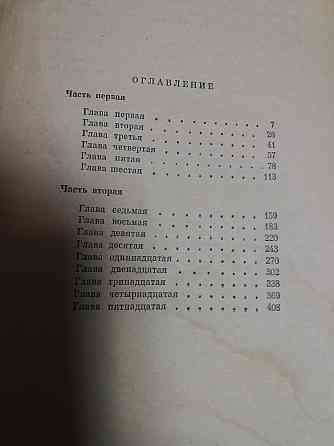 ОГЛАВЛЕНИЕ
Часть первая
Глава первая . . . . . . . . . 7
Глава вторая . . . . . . . . . 26
Глава третья . . . . . . . . . 41
Глава четвертая . . . . . . . . 57
Глава пятая . . . . . . . . . 78
Глава шестая . . . . . . . . . 113
Часть вторая
Глава седьмая . . . . . . . . 159
Глава восьмая . . . . . . . . 183
Глава девятая . . . . . . . . 220
Глава десятая . . . . . . . . 243
Глава одиннадцатая . . . . . . . 270
Глава двенадцатая . . . . . . . 302
Глава тринадцатая . . . . . . . 338
Глава четырнадцатая . . . . . . 369
Глава пятнадцатая . . . . . . . 408